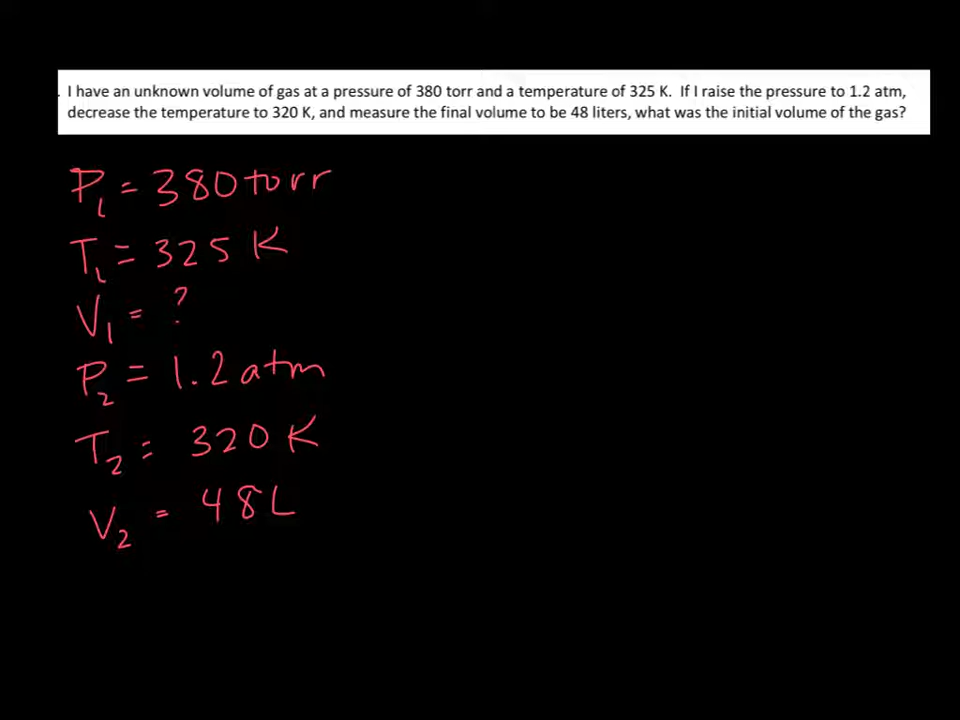 . I have an unknown volume of gas at a pressure of 380 torr and a temperature of 325 K. If I raise the pressure to 1.2 atm,
decrease the temperature to 320 K, and measure the final volume to be 48 liters, what was the initial volume of the gas?
P₁ = 380 torr
T₁ = 325 K
V₁ = ?
P₂ = 1.2 atm
T₂ = 320 K
V₂ = 48 L